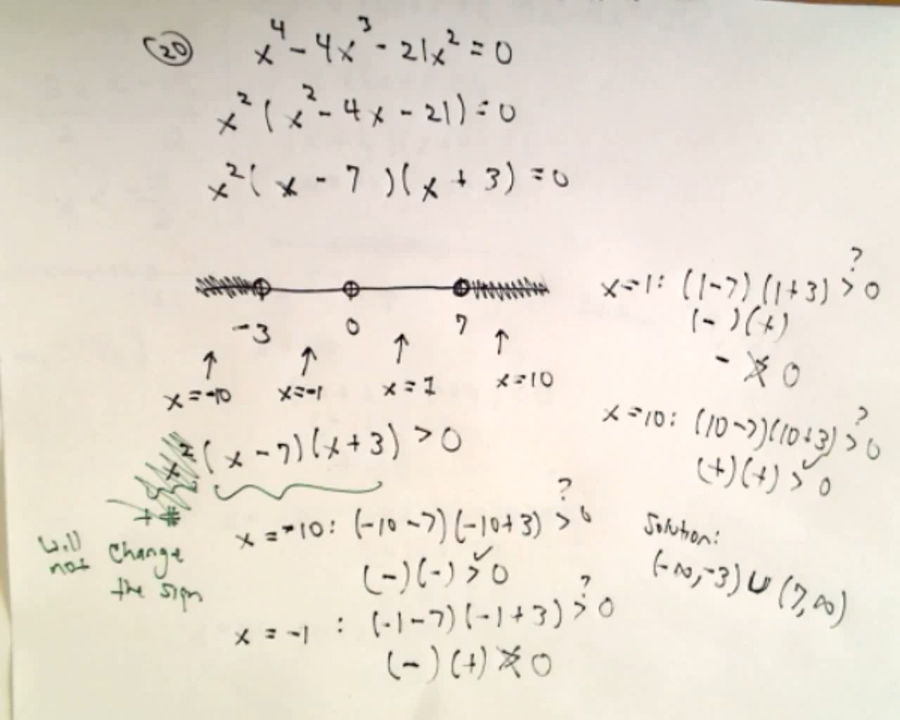 (20) x⁴ - 4x³ - 21x² = 0
x² (x² - 4x - 21) = 0
x² (x - 7)(x + 3) = 0
-3 0 7
x = -10 x = -1 x = 1 x = 10
x² (x - 7)(x + 3) > 0
+
will not change the sign
x = -10: (-10 - 7)(-10 + 3) >? 0
(-)(-) > 0 ✓
x = -1 : (-1 - 7)(-1 + 3) >? 0
(-)(+) ≯ 0
x = 1: (1 - 7)(1 + 3) >? 0
(-)(+)
- ≯ 0
x = 10: (10 - 7)(10 + 3) >? 0
(+)(+) > 0 ✓
Solution:
(-∞, -3) ∪ (7, ∞)